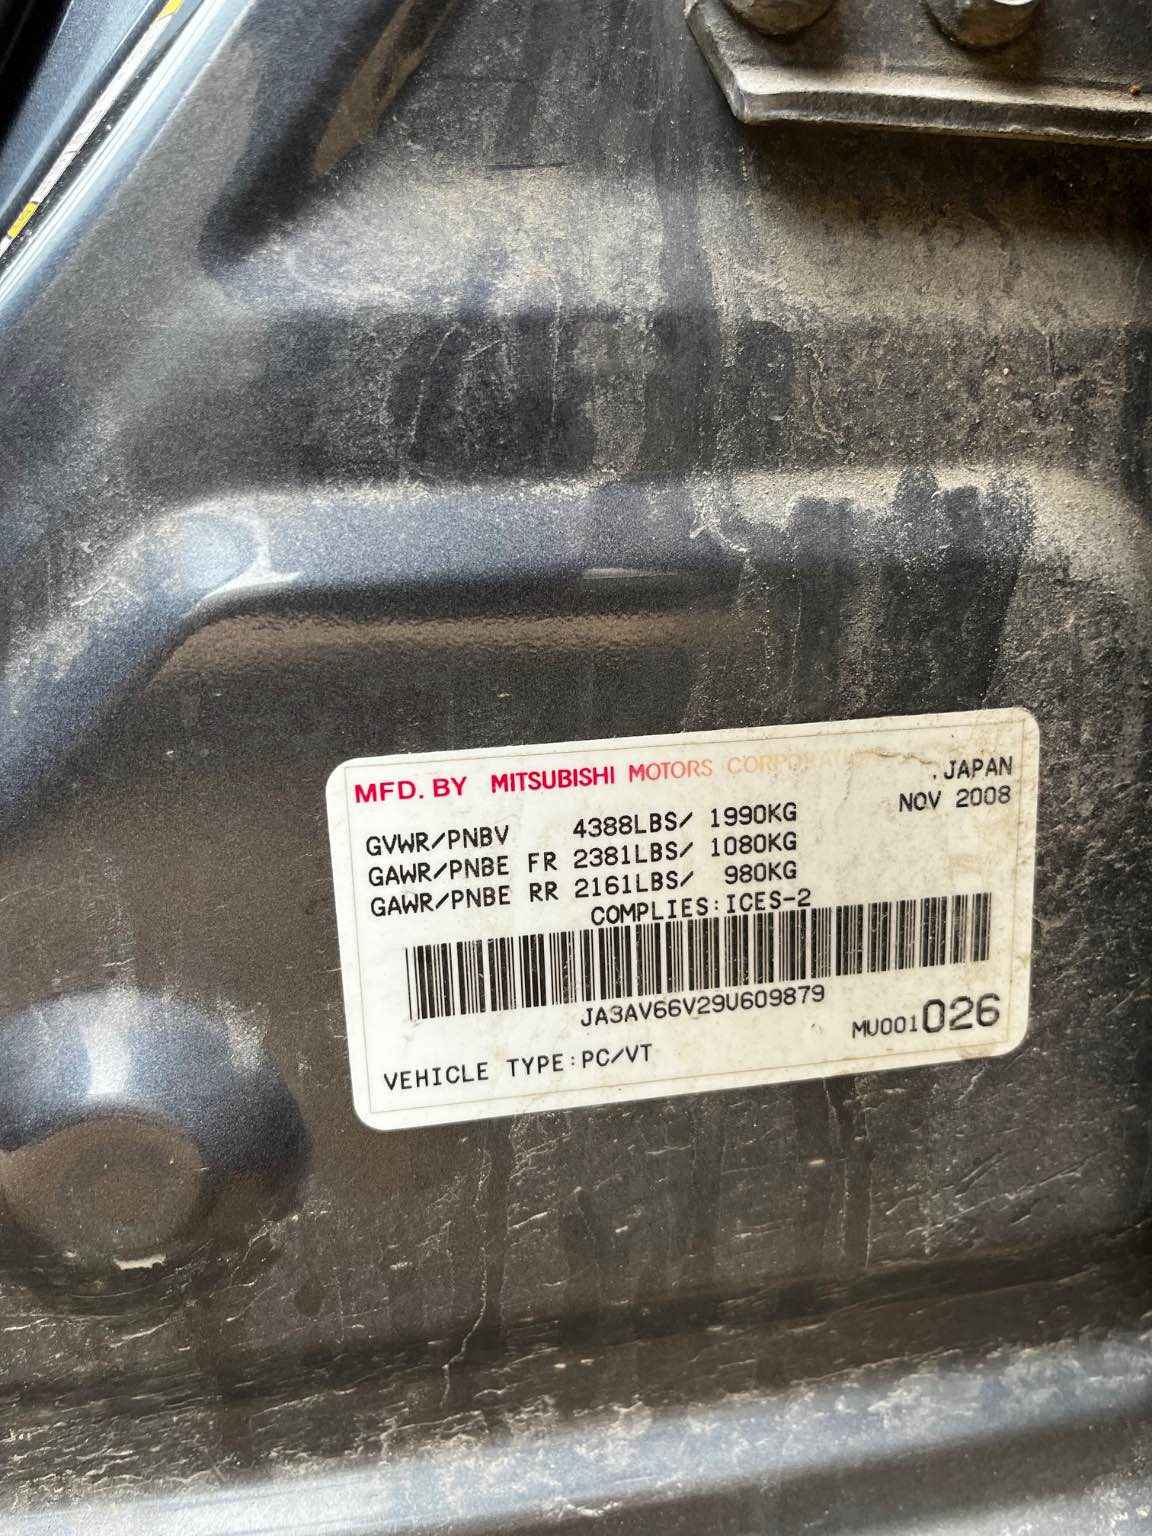 MFD. BY MITSUBISHI MOTORS CORPORATION , JAPAN
NOV 2008
GVWR/PNBV 4388LBS/ 1990KG
GAWR/PNBE FR 2381LBS/ 1080KG
GAWR/PNBE RR 2161LBS/ 980KG
COMPLIES:ICES-2
JA3AV66V29U609879
MU001026
VEHICLE TYPE:PC/VT